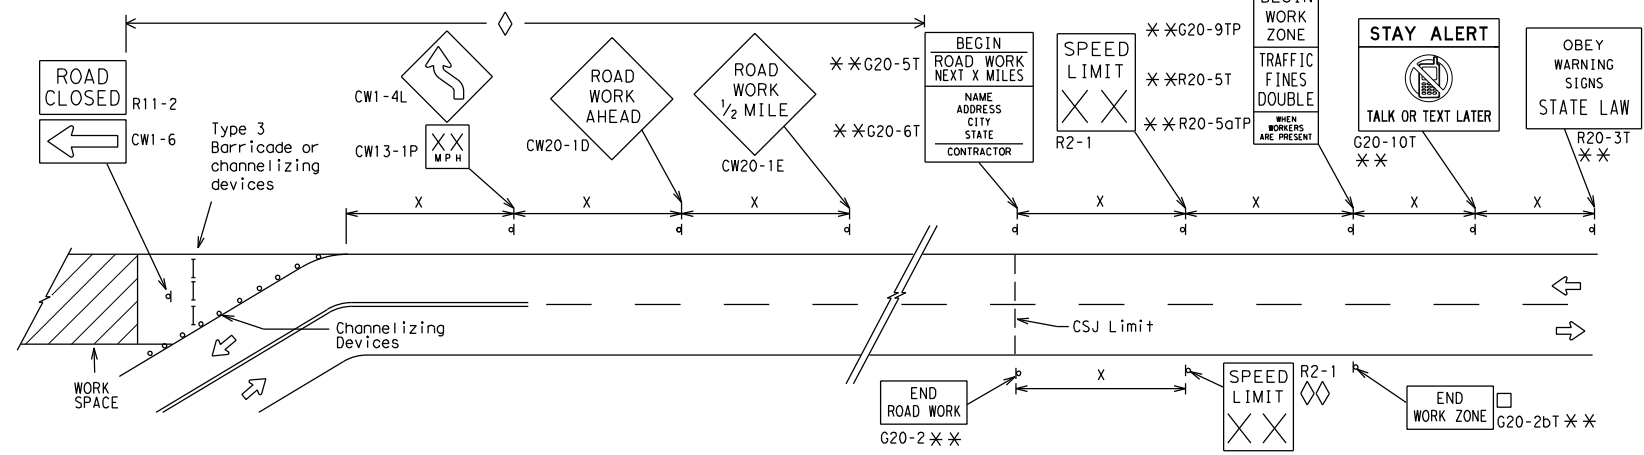 ROAD
CLOSED
R11-2
CW1-6
Type 3
Barricade or
channelizing
devices
CW1-4L
XX
MPH
CW13-1P
ROAD
WORK
AHEAD
CW20-1D
ROAD
WORK
1/2 MILE
CW20-1E
**G20-5T
BEGIN
ROAD WORK
NEXT X MILES
**G20-6T
NAME
ADDRESS
CITY
STATE
CONTRACTOR
SPEED
LIMIT
XX
R2-1
**G20-9TP
BEGIN
WORK
ZONE
**R20-5T
TRAFFIC
FINES
DOUBLE
**R20-5aTP
WHEN
WORKERS
ARE PRESENT
STAY ALERT
TALK OR TEXT LATER
G20-10T
**
OBEY
WARNING
SIGNS
STATE LAW
R20-3T
**
X
X
X
X
X
X
X
Channelizing
Devices
CSJ Limit
WORK
SPACE
END
ROAD WORK
G20-2**
X
SPEED
LIMIT
XX
R2-1
END
WORK ZONE
G20-2bT **